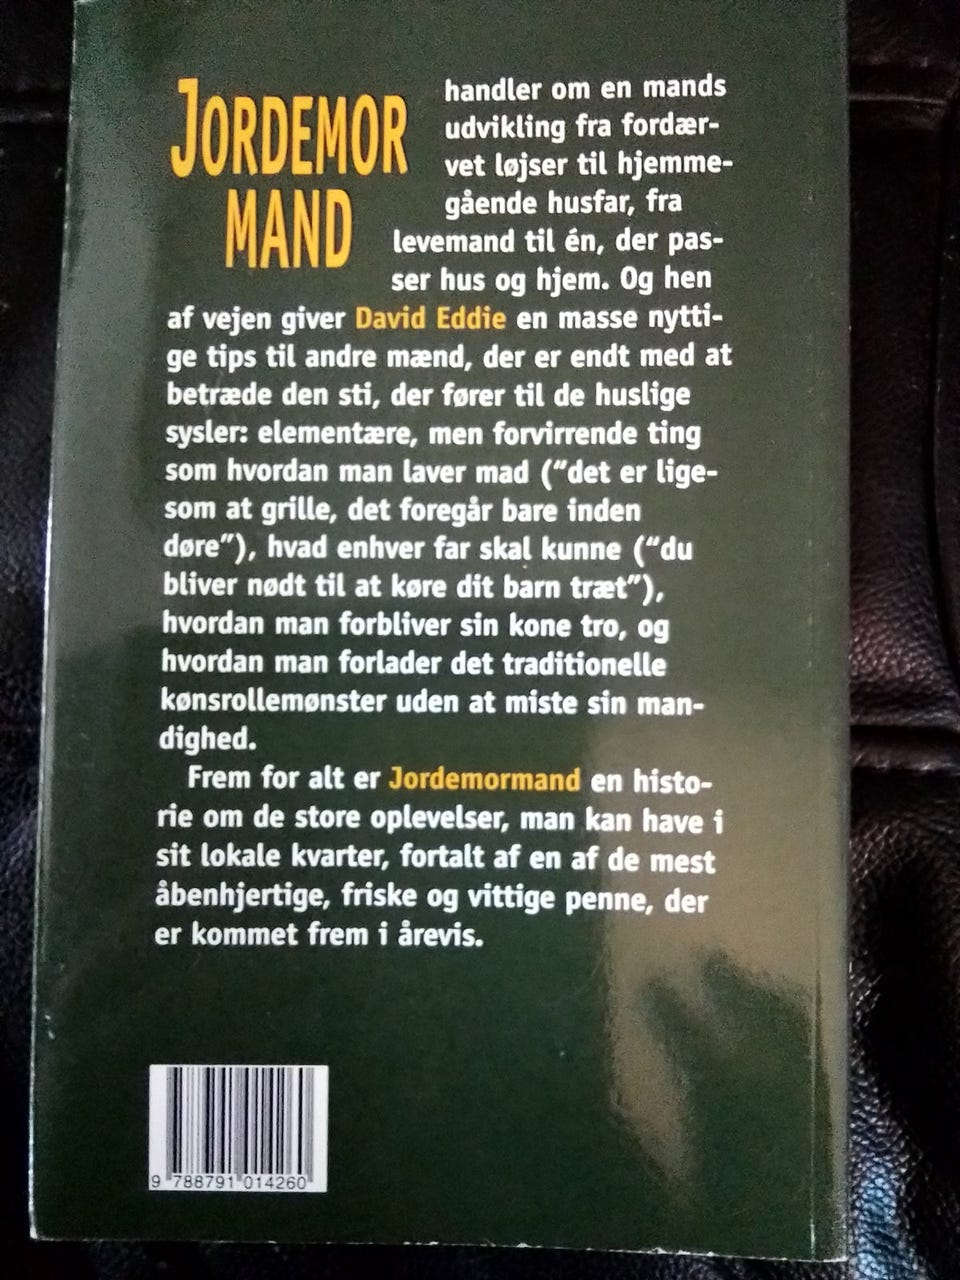 JORDEMOR
MAND
handler om en mands
udvikling fra fordær-
vet løjser til hjemme-
gående husfar, fra
levemand til én, der pas-
ser hus og hjem. Og hen
af vejen giver David Eddie en masse nytti-
ge tips til andre mænd, der er endt med at
betræde den sti, der fører til de huslige
sysler: elementære, men forvirrende ting
som hvordan man laver mad ("det er lige-
som at grille, det foregår bare inden
døre"), hvad enhver far skal kunne ("du
bliver nødt til at køre dit barn træt"),
hvordan man forbliver sin kone tro, og
hvordan man forlader det traditionelle
kønsrollemønster uden at miste sin man-
dighed.
Frem for alt er Jordemormand en histo-
rie om de store oplevelser, man kan have i
sit lokale kvarter, fortalt af en af de mest
åbenhjertige, friske og vittige penne, der
er kommet frem i årevis.
9 788791 014260